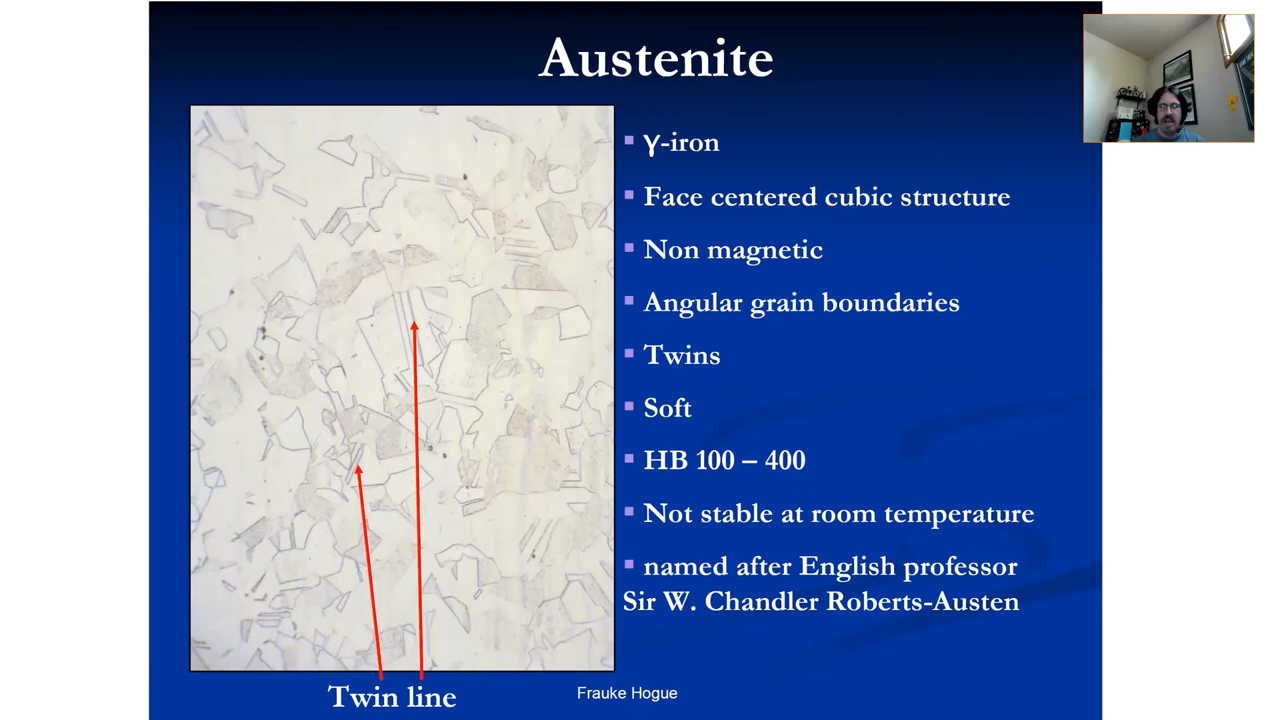 Austenite
γ-iron
Face centered cubic structure
Non magnetic
Angular grain boundaries
Twins
Soft
HB 100 – 400
Not stable at room temperature
named after English professor
Sir W. Chandler Roberts-Austen
Twin line
Frauke Hogue